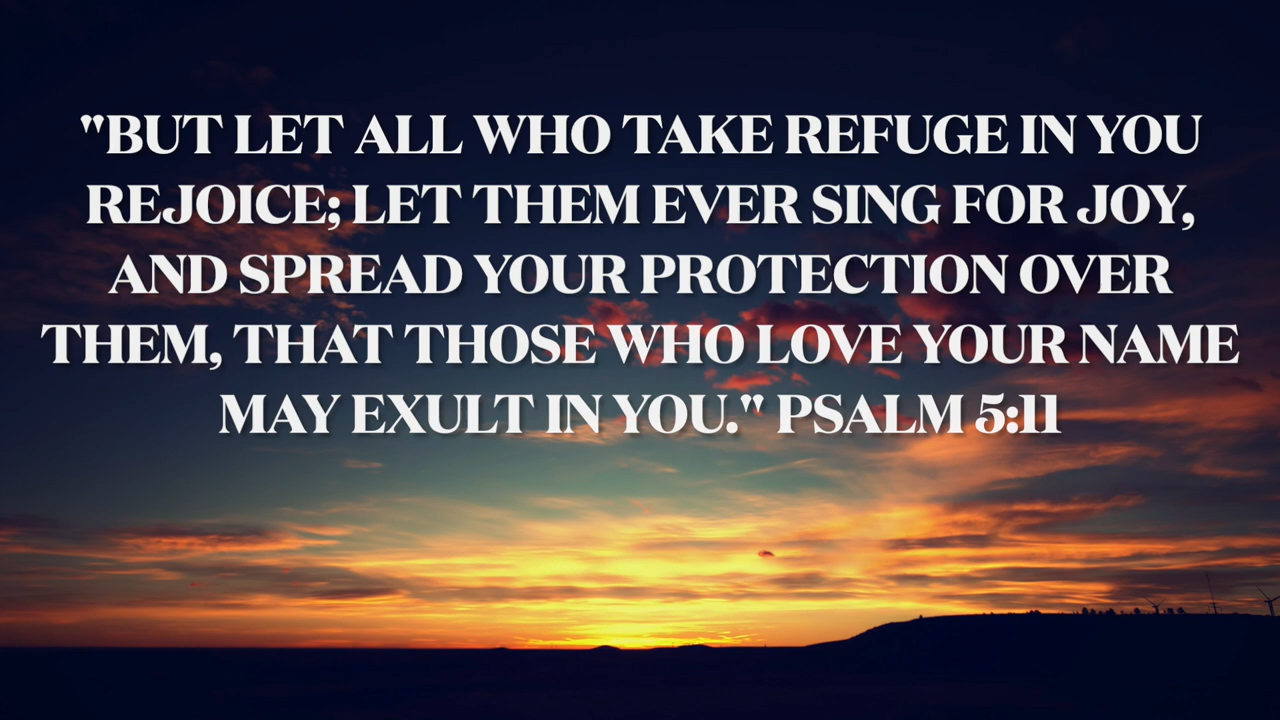 "BUT LET ALL WHO TAKE REFUGE IN YOU
REJOICE; LET THEM EVER SING FOR JOY,
AND SPREAD YOUR PROTECTION OVER
THEM, THAT THOSE WHO LOVE YOUR NAME
MAY EXULT IN YOU." PSALM 5:11